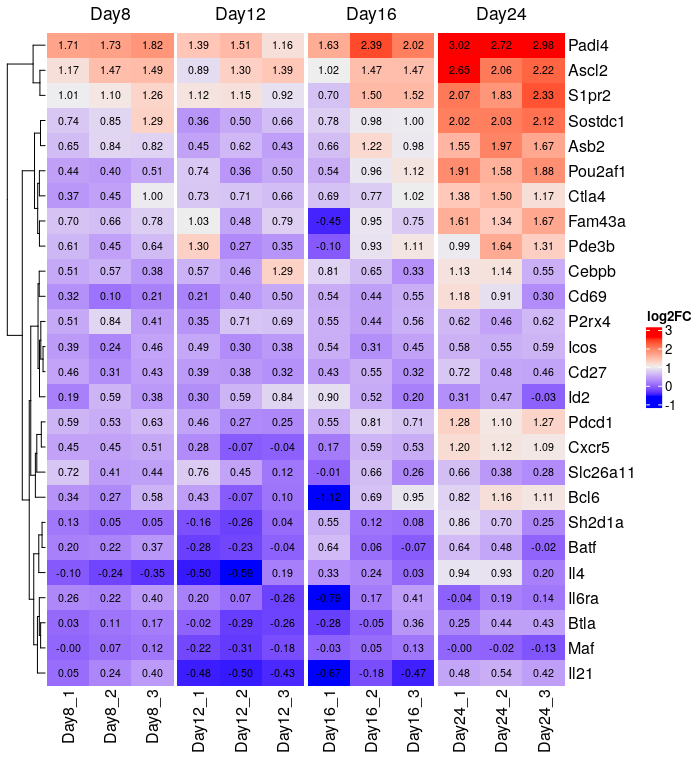 Day8 Day12 Day16 Day24
1.71 1.73 1.82 1.39 1.51 1.16 1.63 2.39 2.02 3.02 2.72 2.98 Padi4
1.17 1.47 1.49 0.89 1.30 1.39 1.02 1.47 1.47 2.65 2.06 2.22 Ascl2
1.01 1.10 1.26 1.12 1.15 0.92 0.70 1.50 1.52 2.07 1.83 2.33 S1pr2
0.74 0.85 1.29 0.36 0.50 0.66 0.78 0.98 1.00 2.02 2.03 2.12 Sostdc1
0.65 0.84 0.82 0.45 0.62 0.43 0.66 1.22 0.98 1.55 1.97 1.67 Asb2
0.44 0.40 0.51 0.74 0.36 0.50 0.54 0.96 1.12 1.91 1.58 1.88 Pou2af1
0.37 0.45 1.00 0.73 0.71 0.66 0.69 0.77 1.02 1.38 1.50 1.17 Ctla4
0.70 0.66 0.78 1.03 0.48 0.79 -0.45 0.95 0.75 1.61 1.34 1.67 Fam43a
0.61 0.45 0.64 1.30 0.27 0.35 -0.10 0.93 1.11 0.99 1.64 1.31 Pde3b
0.51 0.57 0.38 0.57 0.46 1.29 0.81 0.65 0.33 1.13 1.14 0.55 Cebpb
0.32 0.10 0.21 0.21 0.40 0.50 0.54 0.44 0.55 1.18 0.91 0.30 Cd69
0.51 0.84 0.41 0.35 0.71 0.69 0.55 0.44 0.56 0.62 0.46 0.62 P2rx4
0.39 0.24 0.46 0.49 0.30 0.38 0.54 0.31 0.45 0.58 0.55 0.59 Icos
0.46 0.31 0.43 0.39 0.38 0.32 0.43 0.55 0.32 0.72 0.48 0.46 Cd27
0.19 0.59 0.38 0.30 0.59 0.84 0.90 0.52 0.20 0.31 0.47 -0.03 Id2
0.59 0.53 0.63 0.46 0.27 0.25 0.55 0.81 0.71 1.28 1.10 1.27 Pdcd1
0.45 0.45 0.51 0.28 -0.07 -0.04 0.17 0.59 0.53 1.20 1.12 1.09 Cxcr5
0.72 0.41 0.44 0.76 0.45 0.12 -0.01 0.66 0.26 0.66 0.38 0.28 Slc26a11
0.34 0.27 0.58 0.43 -0.07 0.10 -1.12 0.69 0.95 0.82 1.16 1.11 Bcl6
0.13 0.05 0.05 -0.16 -0.26 0.04 0.55 0.12 0.08 0.86 0.70 0.25 Sh2d1a
0.20 0.22 0.37 -0.28 -0.23 -0.04 0.64 0.06 -0.07 0.64 0.48 -0.02 Batf
-0.10 -0.24 -0.35 -0.50 0.19 0.33 0.24 0.03 0.94 0.93 0.20 Il4
0.26 0.22 0.40 0.20 0.07 -0.26 -0.79 0.17 0.41 -0.04 0.19 0.14 Il6ra
0.03 0.11 0.17 -0.02 -0.29 -0.26 -0.28 -0.05 0.36 0.25 0.44 0.43 Btla
-0.00 0.07 0.12 -0.22 -0.31 -0.18 -0.03 0.05 0.13 -0.00 -0.02 -0.13 Maf
0.05 0.24 0.40 -0.48 -0.50 -0.43 -0.18 -0.47 0.48 0.54 0.42 Il21
Day8_1 Day8_2 Day8_3 Day12_1 Day12_2 Day12_3 Day16_1 Day16_2 Day16_3 Day24_1 Day24_2 Day24_3
log2FC
3
2
1
0
-1